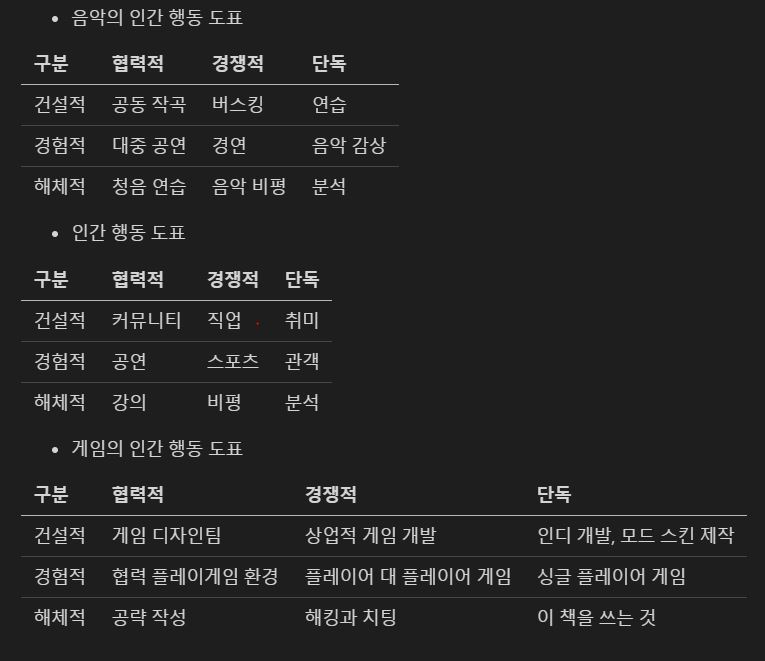 음악의 인간 행동 도표
구분 협력적 경쟁적 단독
건설적 공동 작곡 버스킹 연습
경험적 대중 공연 경연 음악 감상
해체적 청음 연습 음악 비평 분석
인간 행동 도표
구분 협력적 경쟁적 단독
건설적 커뮤니티 직업 취미
경험적 공연 스포츠 관객
해체적 강의 비평 분석
게임의 인간 행동 도표
구분 협력적 경쟁적 단독
건설적 게임 디자인팀 상업적 게임 개발 인디 개발, 모드 스킨 제작
경험적 협력 플레이게임 환경 플레이어 대 플레이어 게임 싱글 플레이어 게임
해체적 공략 작성 해킹과 치팅 이 책을 쓰는 것